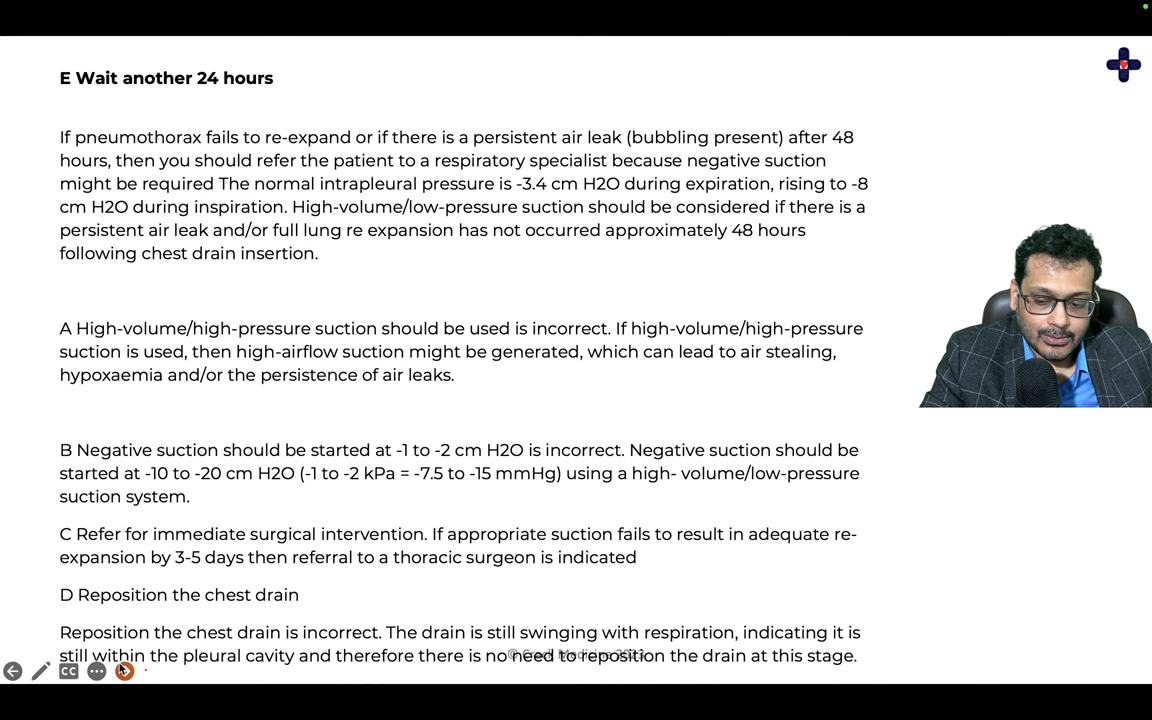 E Wait another 24 hours
If pneumothorax fails to re-expand or if there is a persistent air leak (bubbling present) after 48
hours, then you should refer the patient to a respiratory specialist because negative suction
might be required The normal intrapleural pressure is -3.4 cm H2O during expiration, rising to -8
cm H2O during inspiration. High-volume/low-pressure suction should be considered if there is a
persistent air leak and/or full lung re expansion has not occurred approximately 48 hours
following chest drain insertion.
A High-volume/high-pressure suction should be used is incorrect. If high-volume/high-pressure
suction is used, then high-airflow suction might be generated, which can lead to air stealing,
hypoxaemia and/or the persistence of air leaks.
B Negative suction should be started at -1 to -2 cm H2O is incorrect. Negative suction should be
started at -10 to -20 cm H2O (-1 to -2 kPa = -7.5 to -15 mmHg) using a high- volume/low-pressure
suction system.
C Refer for immediate surgical intervention. If appropriate suction fails to result in adequate re-
expansion by 3-5 days then referral to a thoracic surgeon is indicated
D Reposition the chest drain
Reposition the chest drain is incorrect. The drain is still swinging with respiration, indicating it is
still within the pleural cavity and therefore there is no need to reposition the drain at this stage.
CC